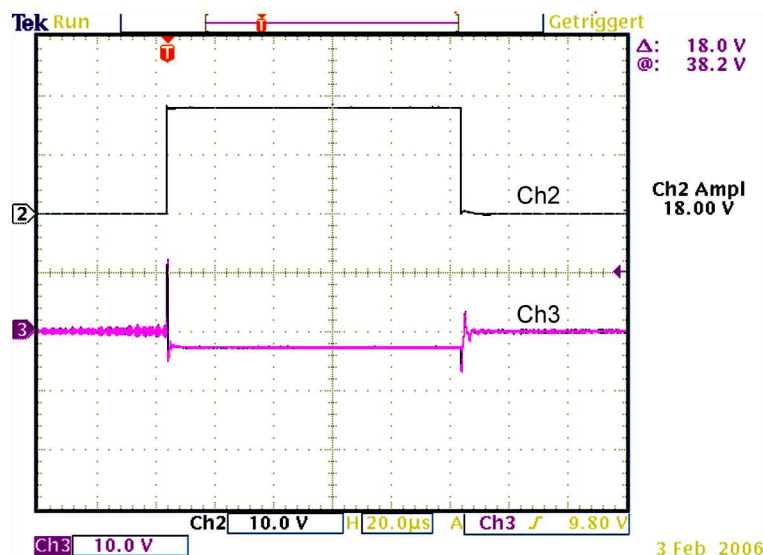 Tek Run Getriggert
T
T
Δ: 18.0 V
@: 38.2 V
Ch2 Ampl
18.00 V
2
Ch2
3
Ch3
Ch2 10.0 V H 20.0µs A Ch3 9.80 V
Ch3 10.0 V
3 Feb 2006